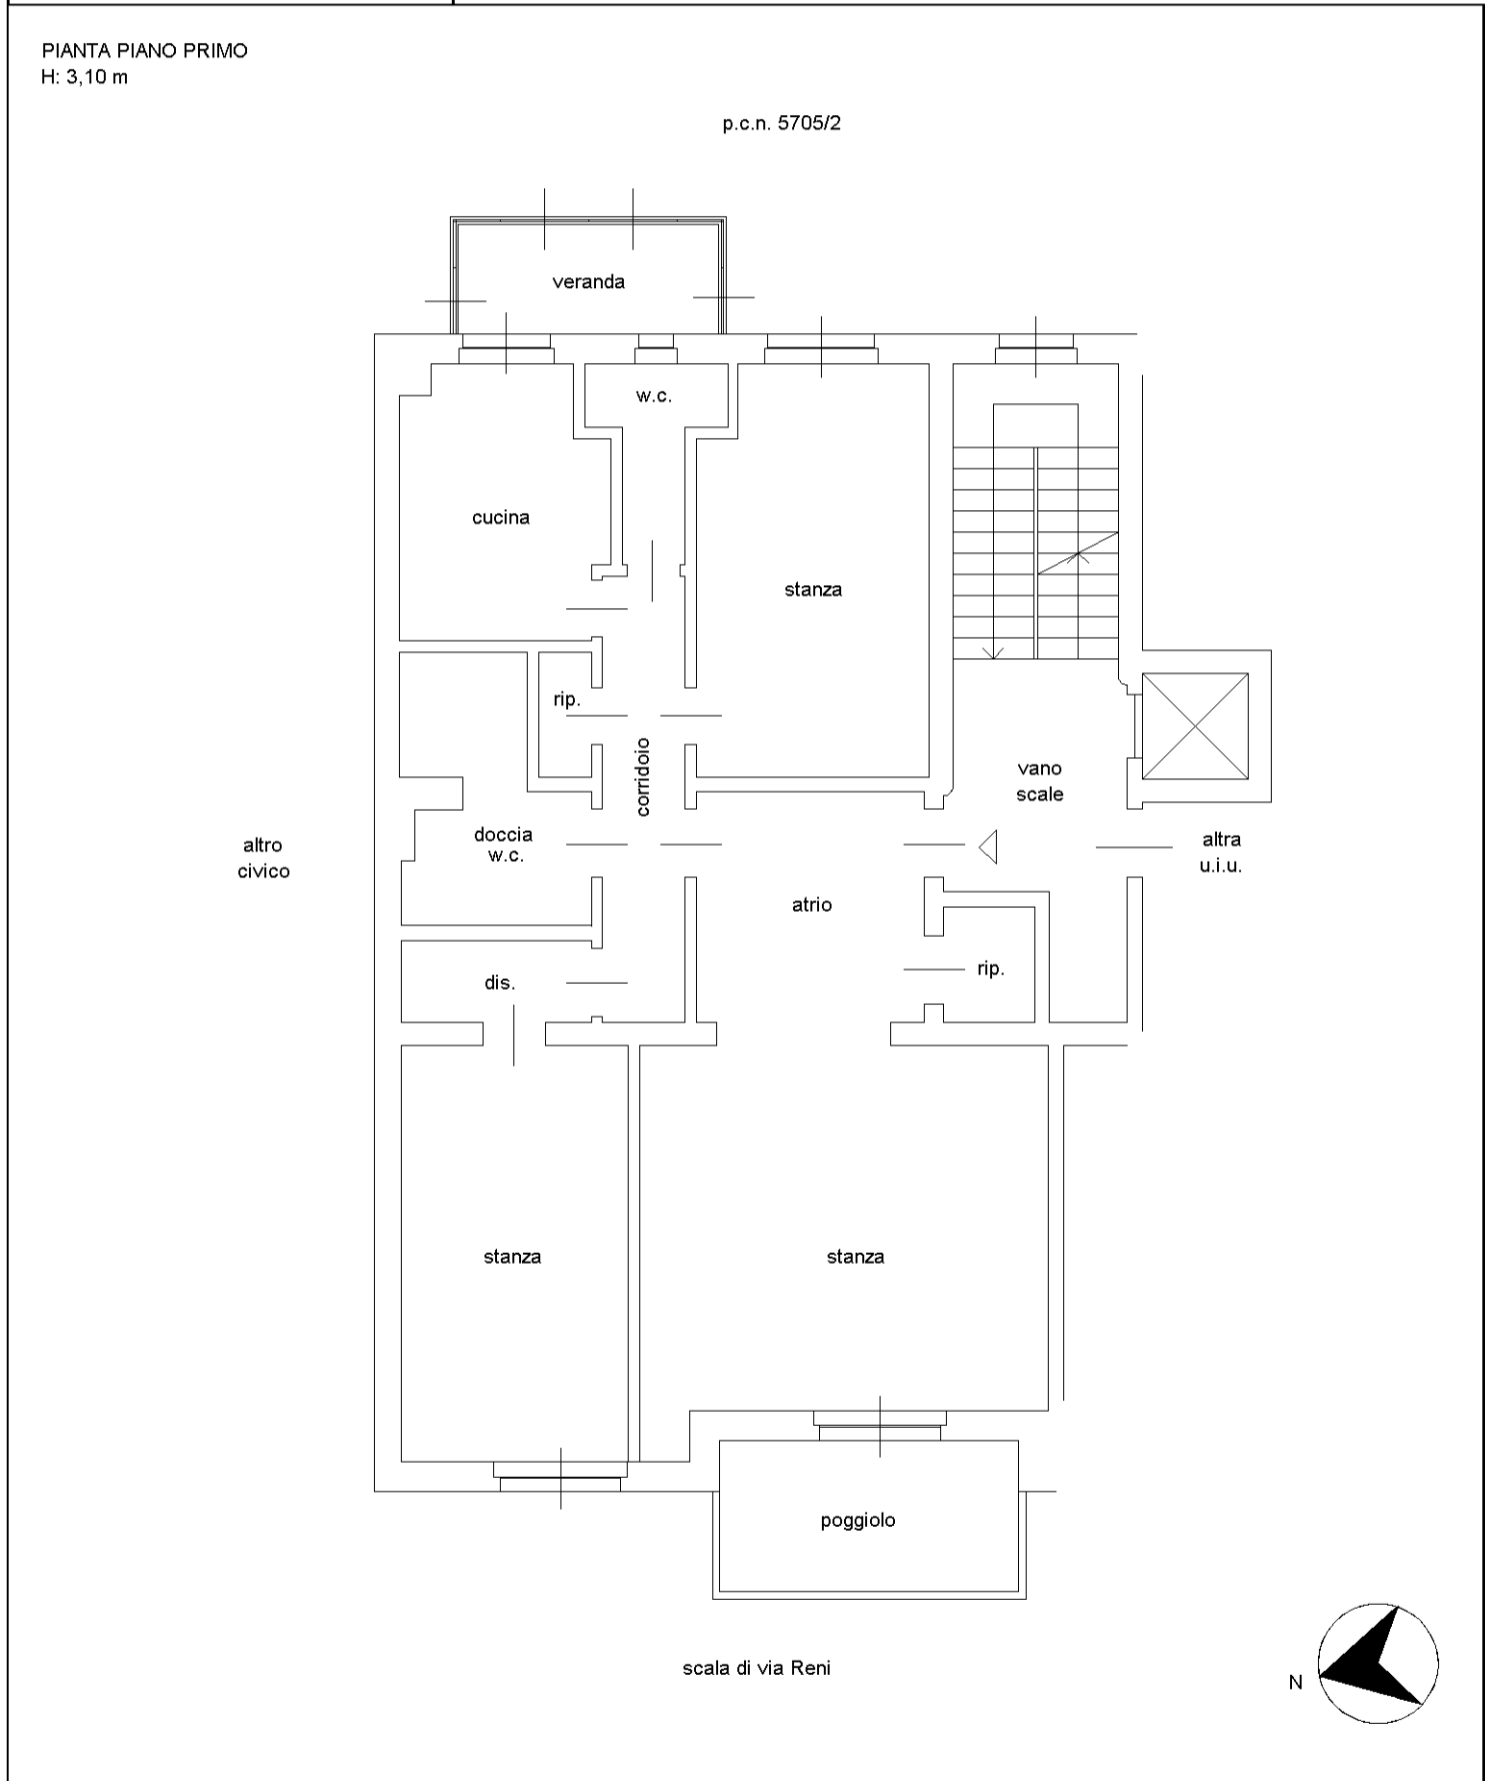 PIANTA PIANO PRIMO
H: 3,10 m
p.c.n. 5705/2
veranda
w.c.
cucina
stanza
rip.
corridoio
vano
scale
doccia
w.c.
altro
civico
altra
u.i.u.
atrio
dis.
rip.
stanza
stanza
poggiolo
scala di via Reni
N